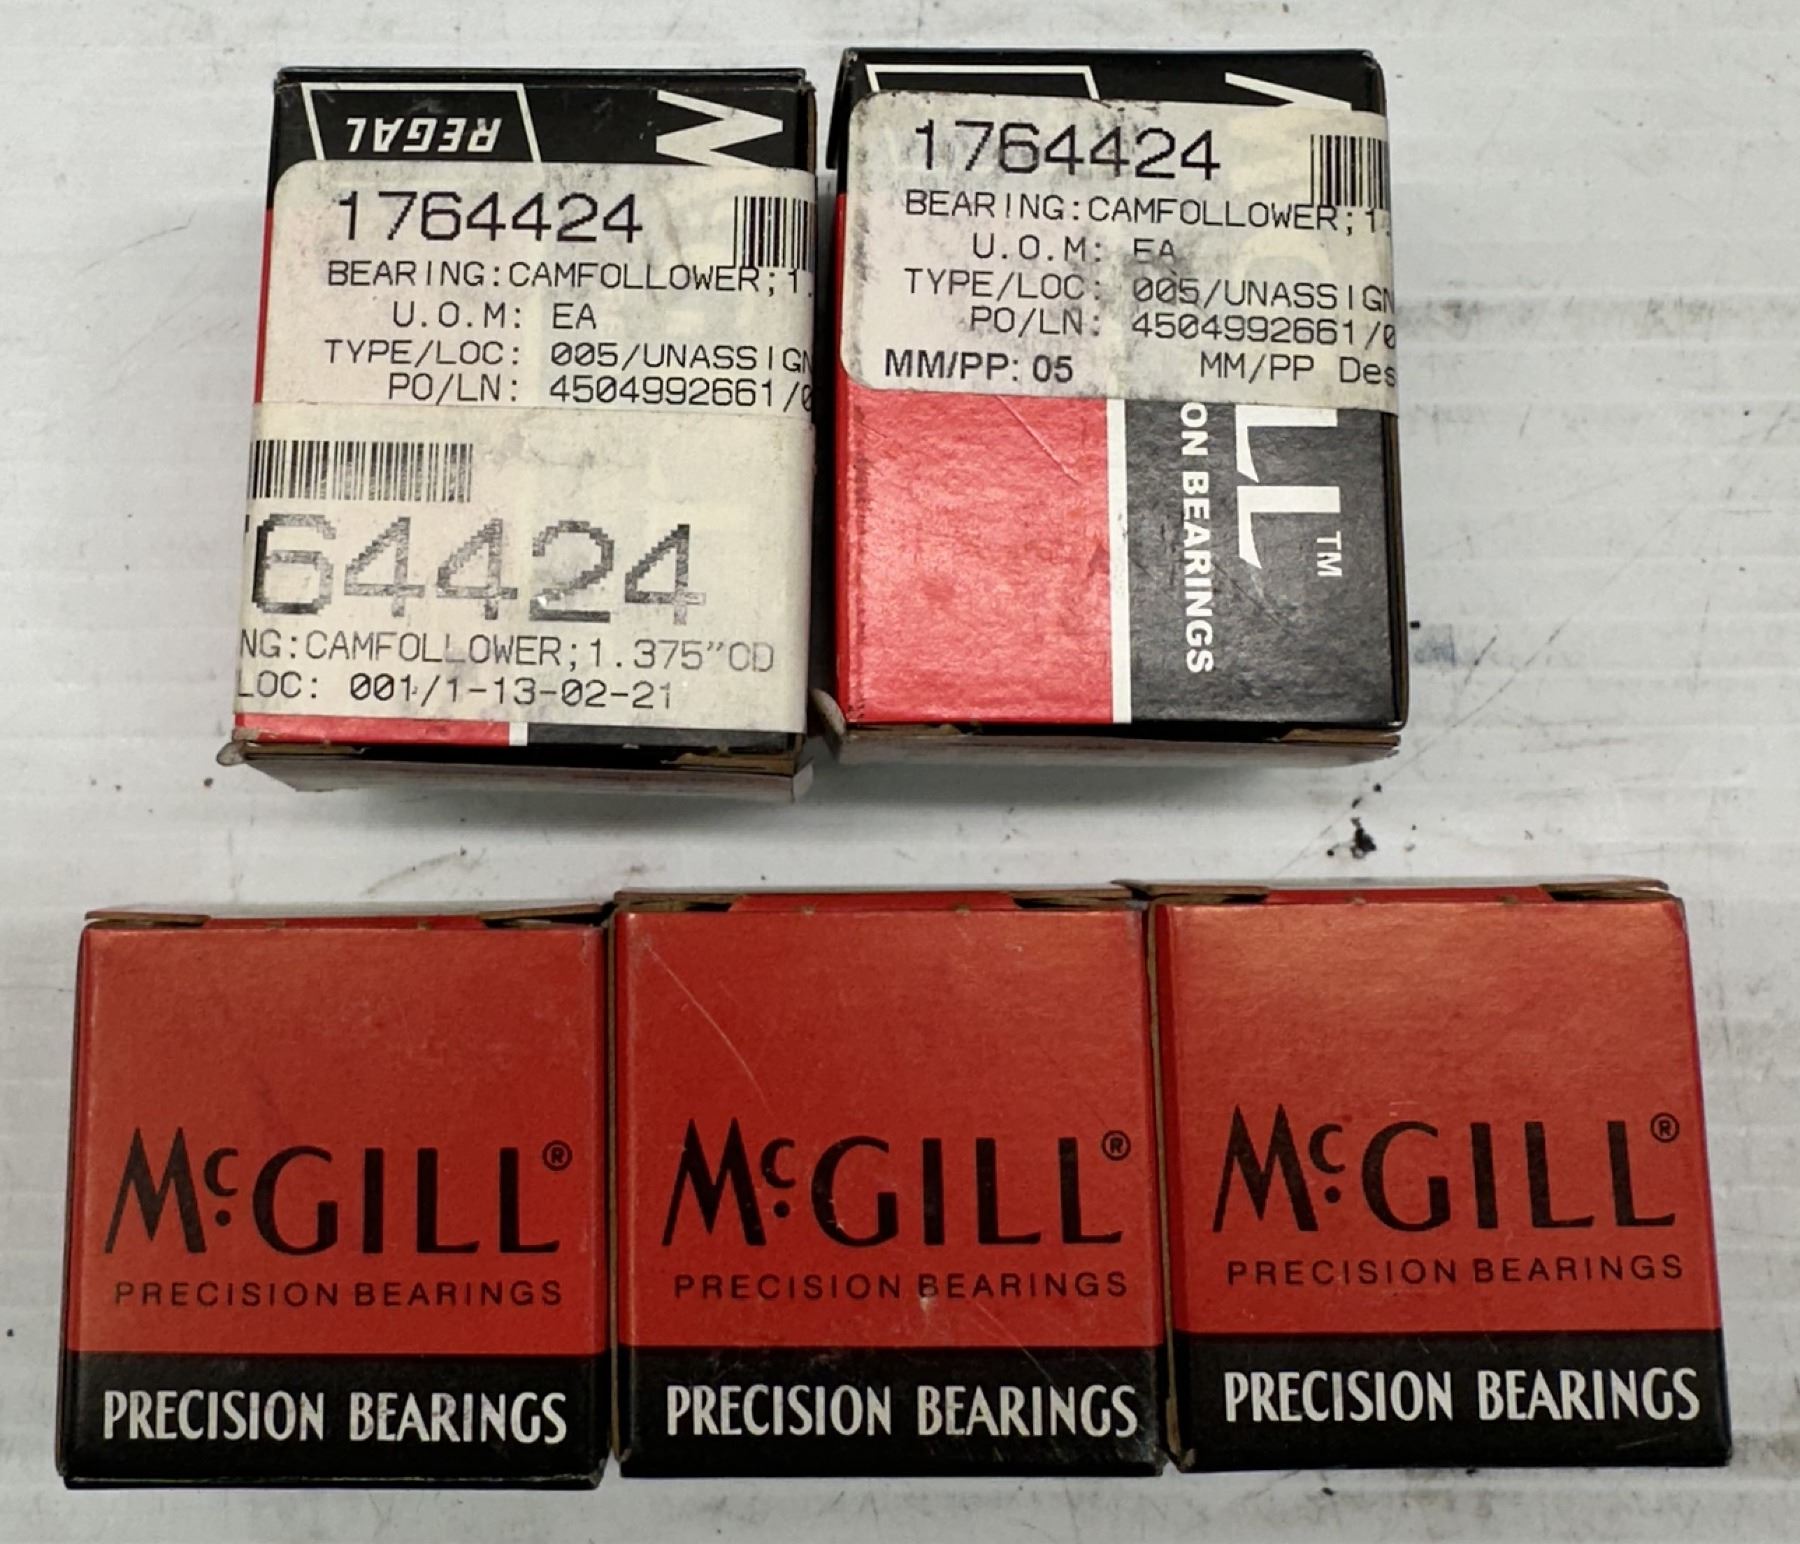 REGAL
1764424
BEARING:CAMFOLLOWER;1.
U.O.M: EA
TYPE/LOC: 005/UNASSIGN
PO/LN: 4504992661/0
64424
NG:CAMFOLLOWER;1.375"OD
LOC: 001/1-13-02-21
1764424
BEARING:CAMFOLLOWER;1.
U.O.M: EA
TYPE/LOC: 005/UNASSIGN
PO/LN: 4504992661/0
MM/PP: 05 MM/PP Des
LL™
ON BEARINGS
McGILL®
PRECISION BEARINGS
PRECISION BEARINGS
McGILL®
PRECISION BEARINGS
PRECISION BEARINGS
McGILL®
PRECISION BEARINGS
PRECISION BEARINGS